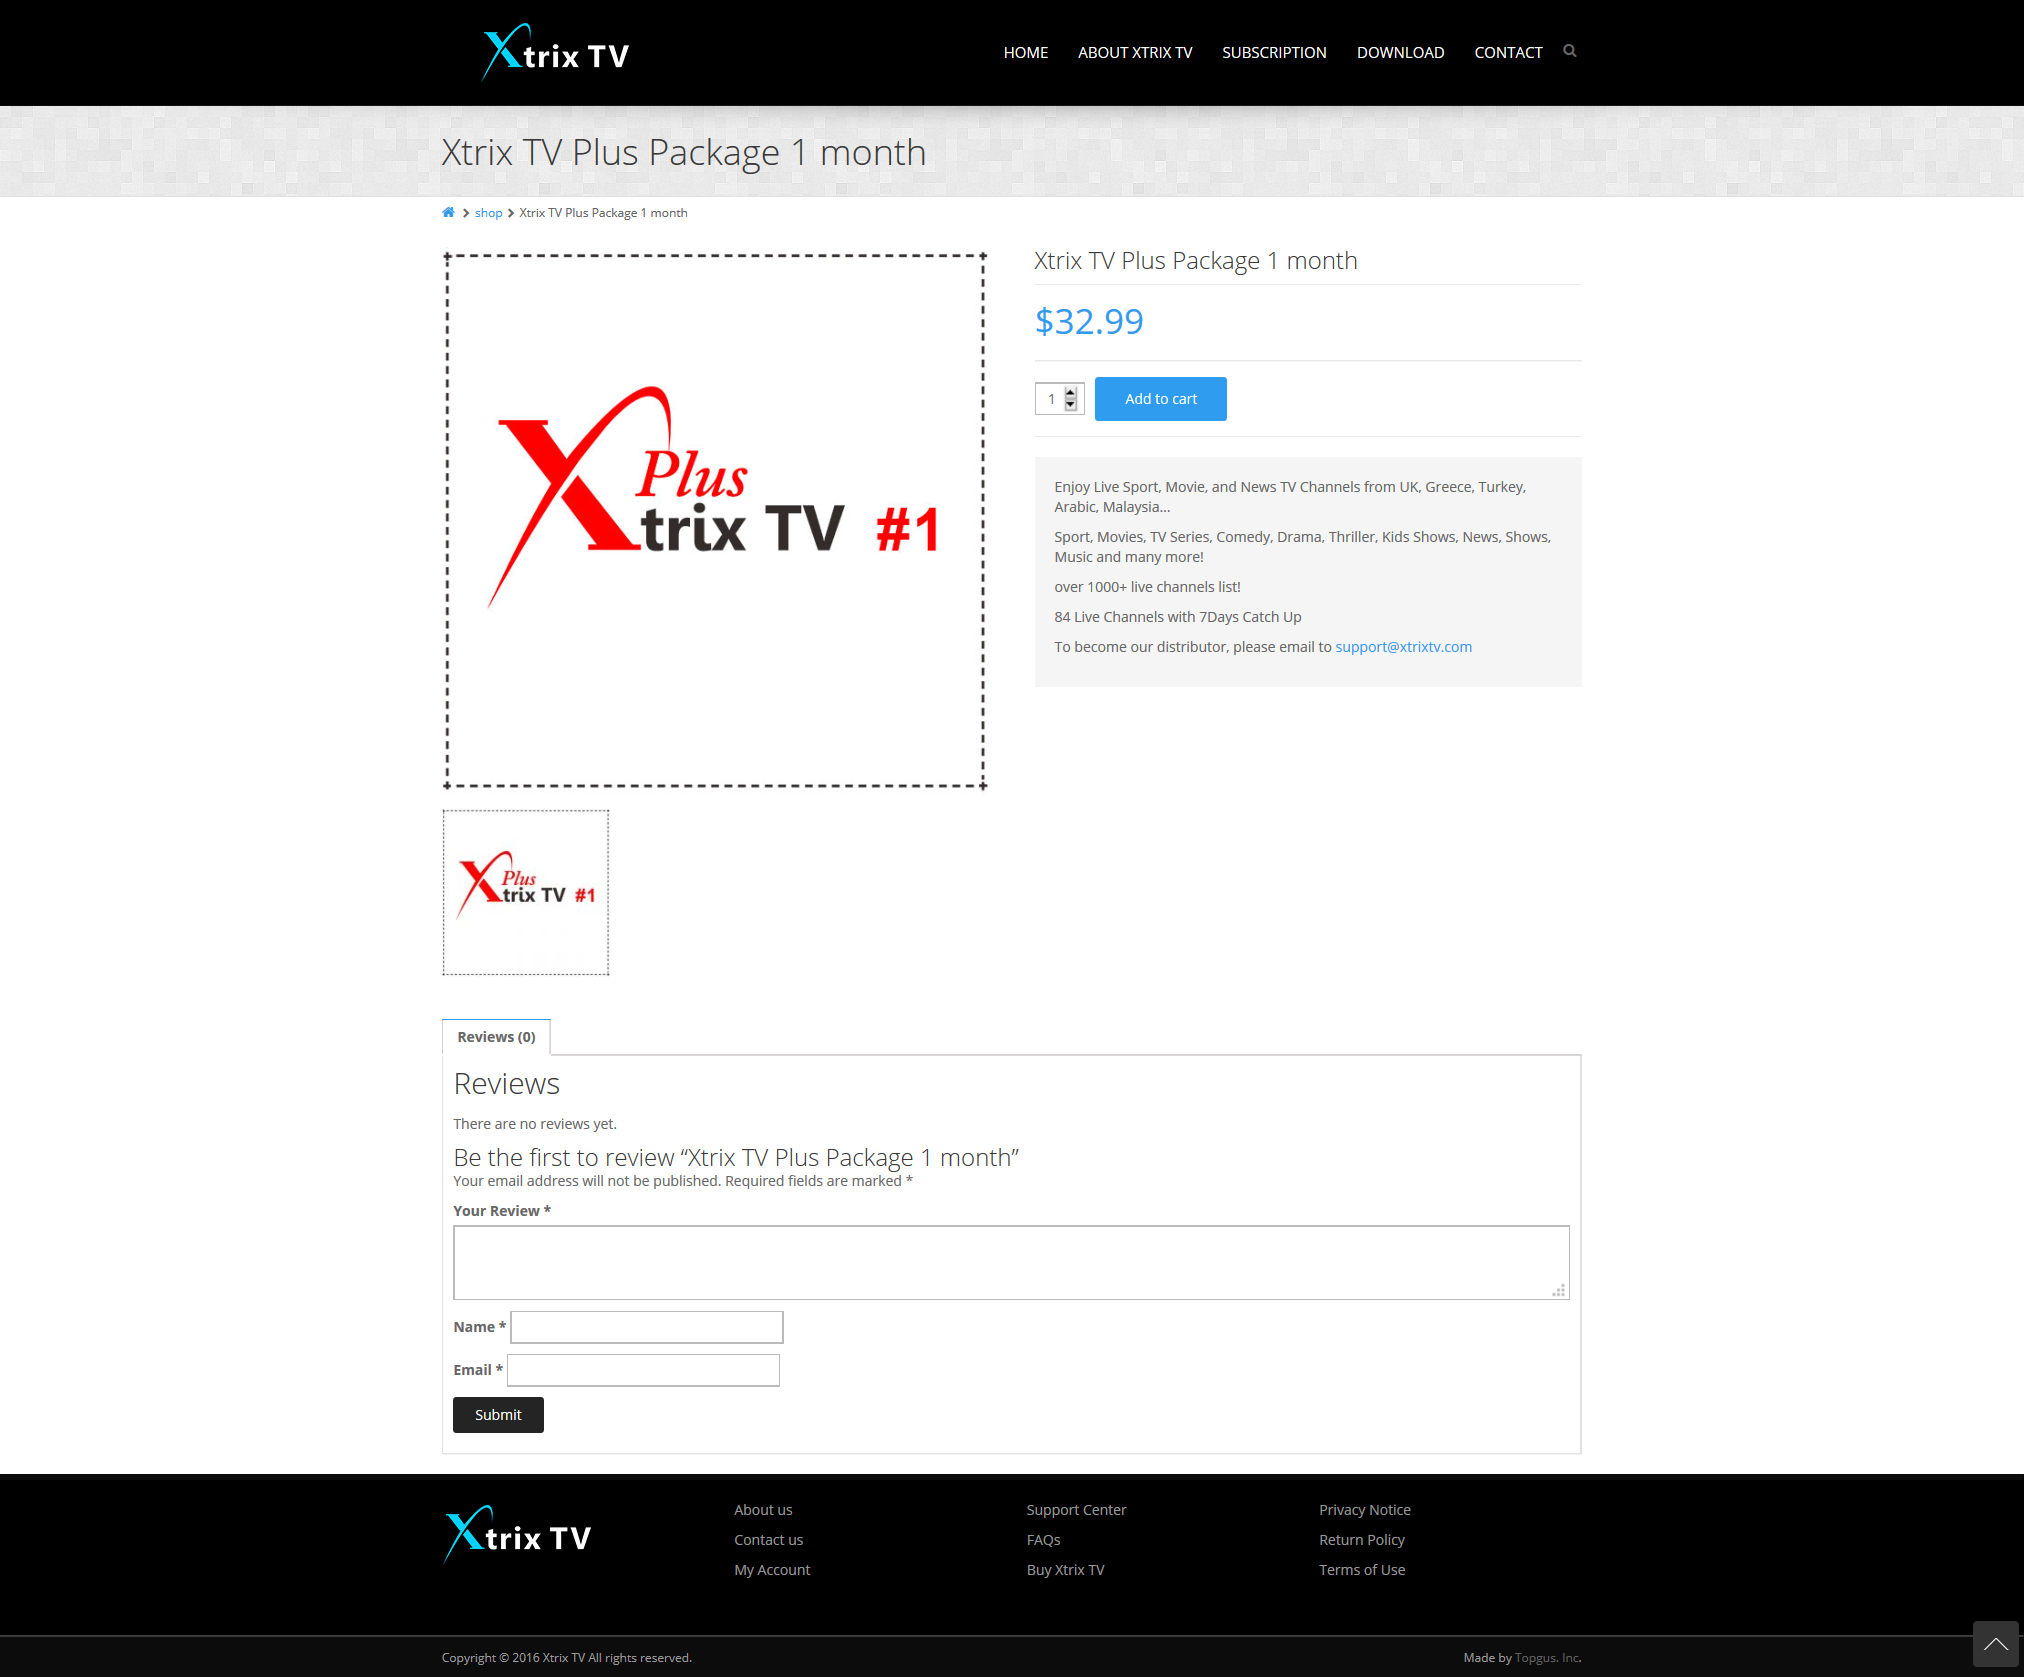 Xtrix TV
HOME ABOUT XTRIX TV SUBSCRIPTION DOWNLOAD CONTACT
Xtrix TV Plus Package 1 month
shop Xtrix TV Plus Package 1 month
Plus
Xtrix TV #1
Xtrix TV Plus Package 1 month
$32.99
1 Add to cart
Enjoy Live Sport, Movie, and News TV Channels from UK, Greece, Turkey,
Arabic, Malaysia...
Sport, Movies, TV Series, Comedy, Drama, Thriller, Kids Shows, News, Shows,
Music and many more!
over 1000+ live channels list!
84 Live Channels with 7Days Catch Up
To become our distributor, please email to support@xtrixtv.com
Plus
Xtrix TV #1
Reviews (0)
Reviews
There are no reviews yet.
Be the first to review “Xtrix TV Plus Package 1 month”
Your email address will not be published. Required fields are marked *
Your Review *
Name *
Email *
Submit
Xtrix TV
About us
Contact us
My Account
Support Center
FAQs
Buy Xtrix TV
Privacy Notice
Return Policy
Terms of Use
Copyright © 2016 Xtrix TV All rights reserved.
Made by Topgus. Inc.